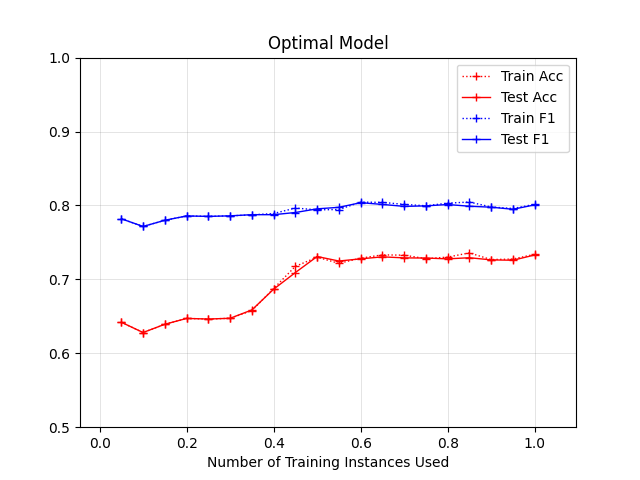 Optimal Model
1.0
0.9
0.8
0.7
0.6
0.5
0.0 0.2 0.4 0.6 0.8 1.0
Number of Training Instances Used
Train Acc
Test Acc
Train F1
Test F1